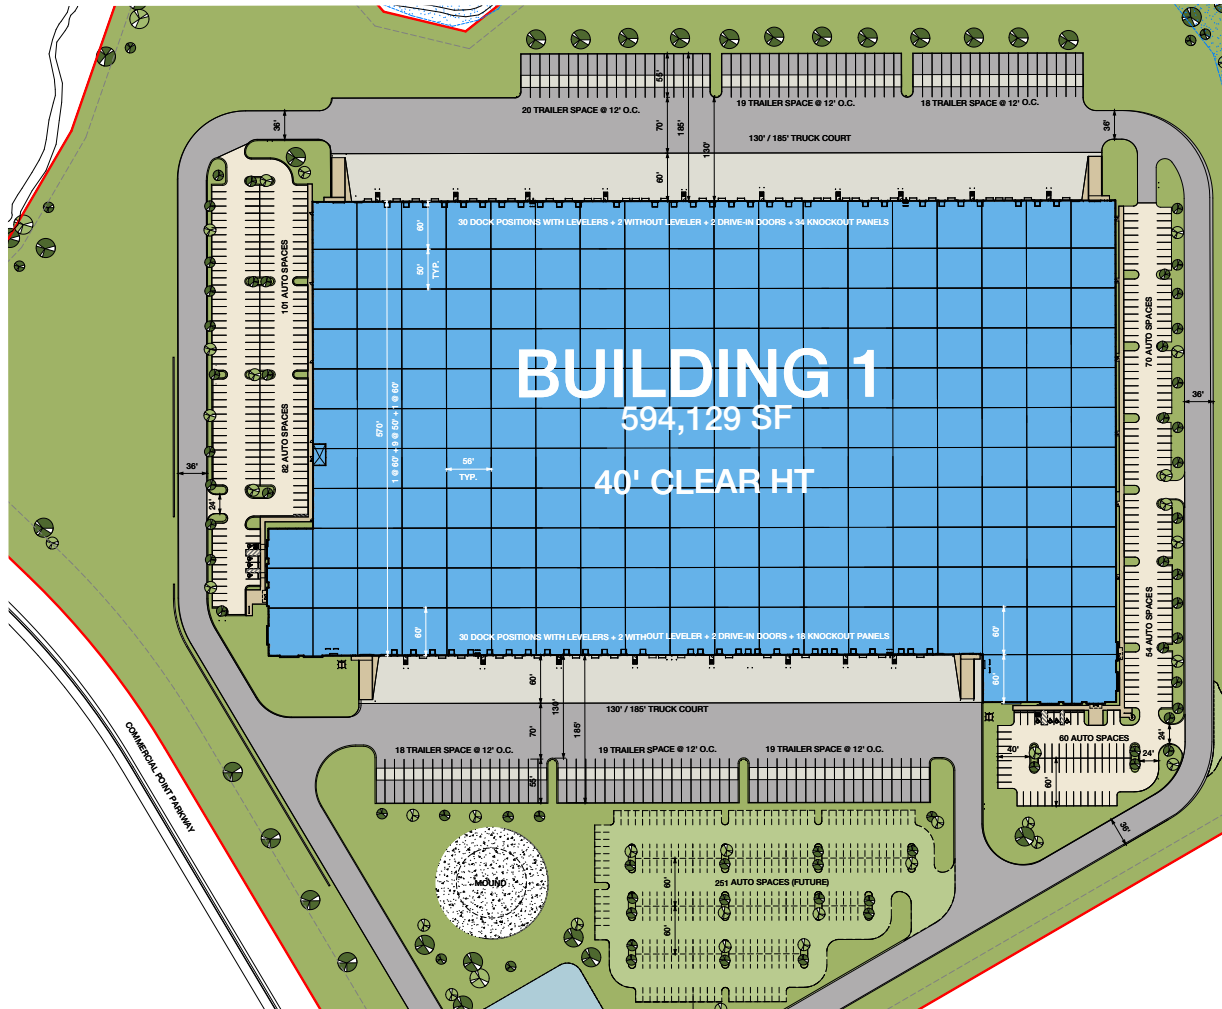 55'
20 TRAILER SPACE @ 12' O.C.
19 TRAILER SPACE @ 12' O.C.
18 TRAILER SPACE @ 12' O.C.
36'
70'
185'
130'
36'
130' / 185' TRUCK COURT
60'
30 DOCK POSITIONS WITH LEVELERS + 2 WITHOUT LEVELER + 2 DRIVE-IN DOORS + 34 KNOCKOUT PANELS
60'
50'
TYP.
101 AUTO SPACES
70 AUTO SPACES
BUILDING 1
594,129 SF
40' CLEAR HT
570'
1 @ 60' + 9 @ 50' + 1 @ 60'
56'
TYP.
82 AUTO SPACES
36'
36'
24'
54 AUTO SPACES
60'
30 DOCK POSITIONS WITH LEVELERS + 2 WITHOUT LEVELER + 2 DRIVE-IN DOORS + 18 KNOCKOUT PANELS
60'
60'
60'
130'
185'
70'
130' / 185' TRUCK COURT
18 TRAILER SPACE @ 12' O.C.
19 TRAILER SPACE @ 12' O.C.
19 TRAILER SPACE @ 12' O.C.
55'
60 AUTO SPACES
24'
40'
24'
60'
36'
COMMERCIAL POINT PARKWAY
MOUND
251 AUTO SPACES (FUTURE)
60'
60'